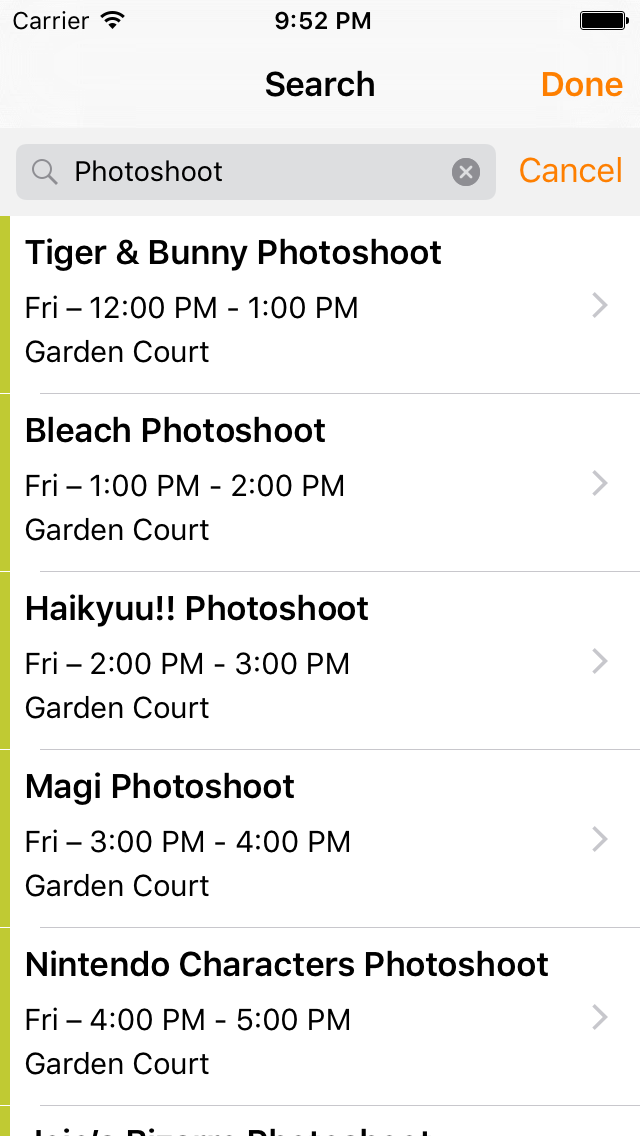 Carrier 9:52 PM
Search Done
Photoshoot Cancel
Tiger & Bunny Photoshoot
Fri – 12:00 PM - 1:00 PM
Garden Court
Bleach Photoshoot
Fri – 1:00 PM - 2:00 PM
Garden Court
Haikyuu!! Photoshoot
Fri – 2:00 PM - 3:00 PM
Garden Court
Magi Photoshoot
Fri – 3:00 PM - 4:00 PM
Garden Court
Nintendo Characters Photoshoot
Fri – 4:00 PM - 5:00 PM
Garden Court
Jojo's Bizarre Photoshoot